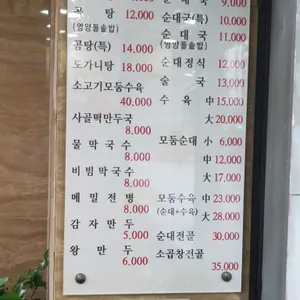 곰 탕 12,000
(영양돌솥밥)
곰탕(특) 14,000
도가니탕 18,000
소고기모둠수육
40,000
사골떡만두국
8,000
물 막 국 수
8,000
비 빔 막 국 수
8,000
메 밀 전 병
8,000
감 자 만 두
5,000
왕 만 두
6,000
9,000
순대국(특) 10,000
순 대 국 11,000
(영양돌솥밥)
순대정식 12,000
술 국 13,000
수 육 中 15,000
大 20,000
모둠순대 小 6,000
中 12,000
大 17,000
모둠수육 中 23,000
(순대+수육) 大 28,000
순대전골 30,000
소곱창전골
35,000